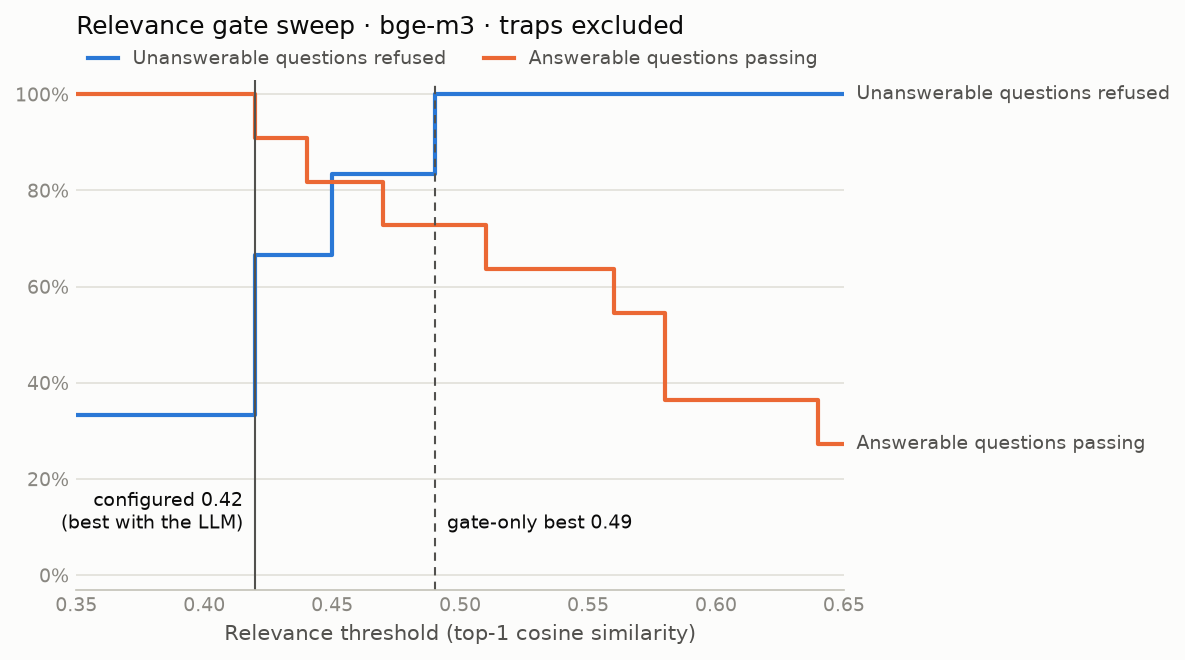 Relevance gate sweep · bge-m3 · traps excluded
Unanswerable questions refused
Answerable questions passing
100%
80%
60%
40%
20%
0%
Unanswerable questions refused
Answerable questions passing
configured 0.42
(best with the LLM)
gate-only best 0.49
0.35 0.40 0.45 0.50 0.55 0.60 0.65
Relevance threshold (top-1 cosine similarity)